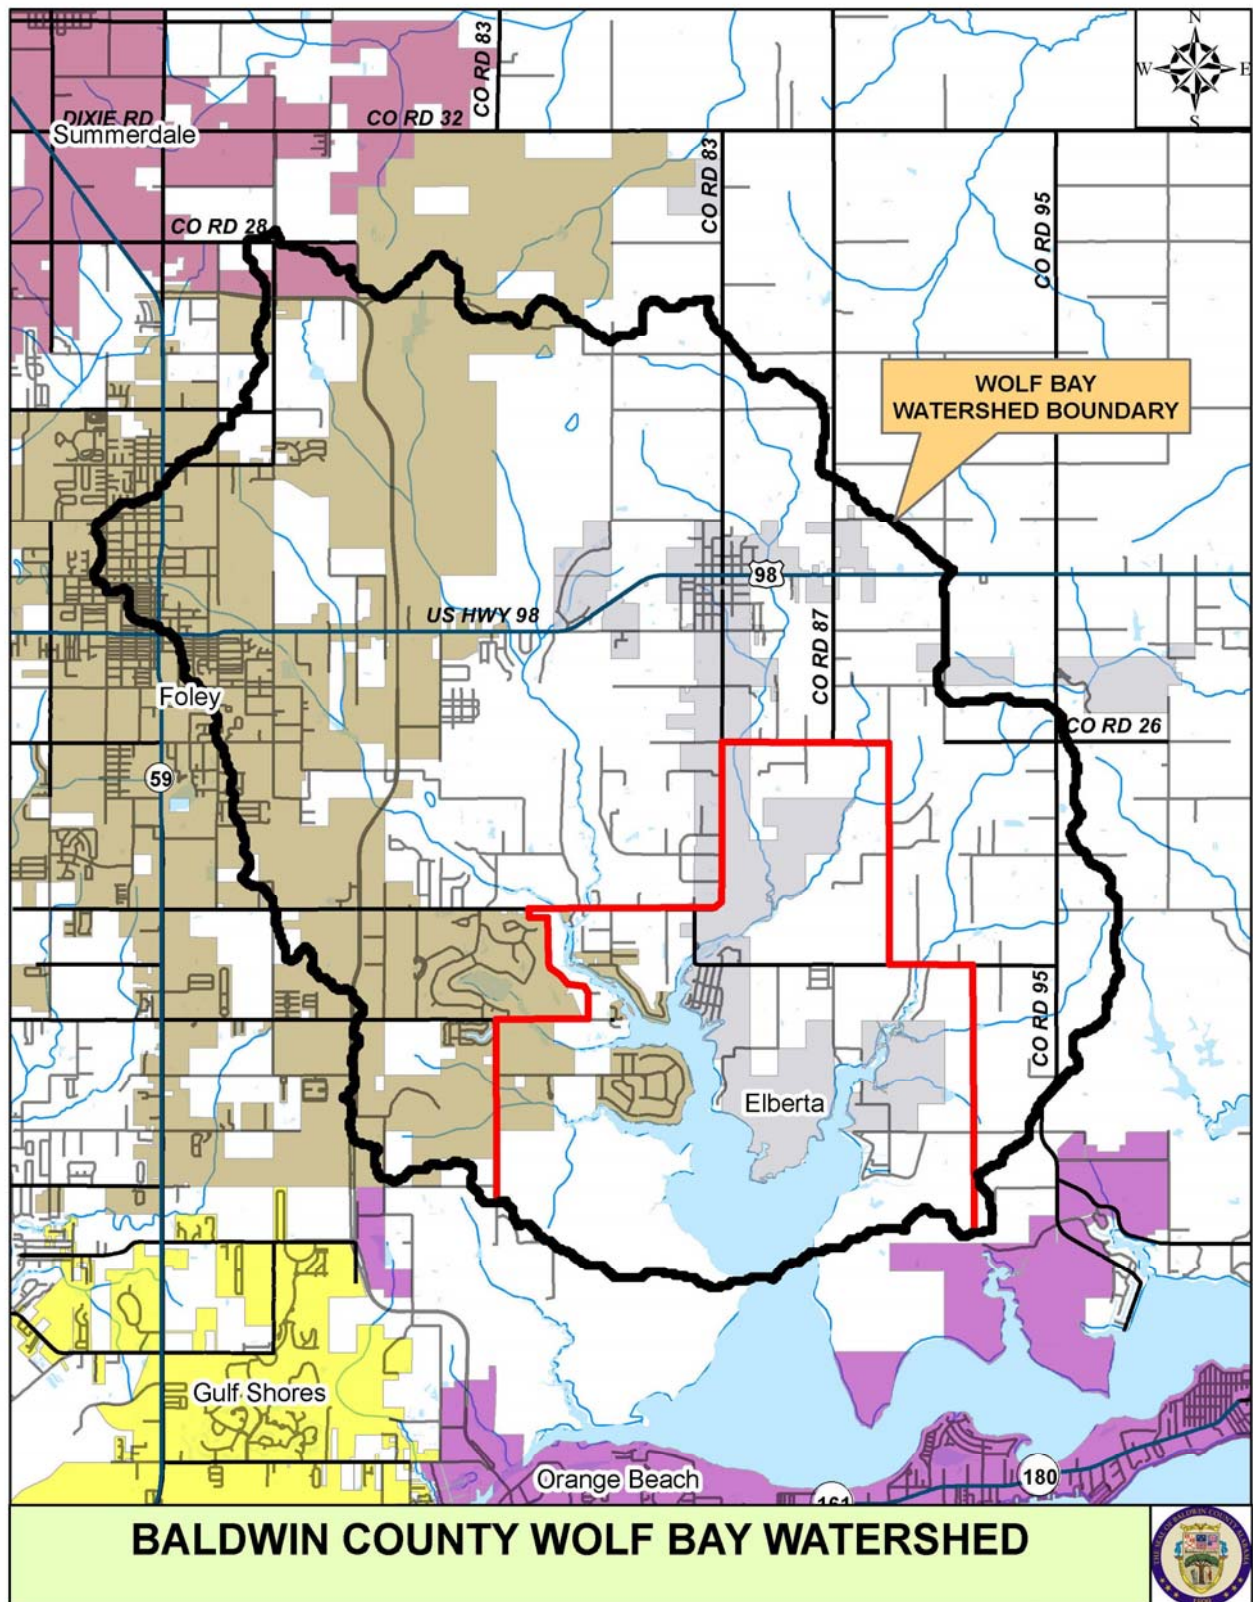 N
W
E
S
CO RD 83
DIXIE RD
CO RD 32
Summerdale
CO RD 83
CO RD 95
CO RD 28
WOLF BAY
WATERSHED BOUNDARY
98
US HWY 98
CO RD 87
Foley
CO RD 26
59
CO RD 95
Elberta
Gulf Shores
Orange Beach
180
161
BALDWIN COUNTY WOLF BAY WATERSHED